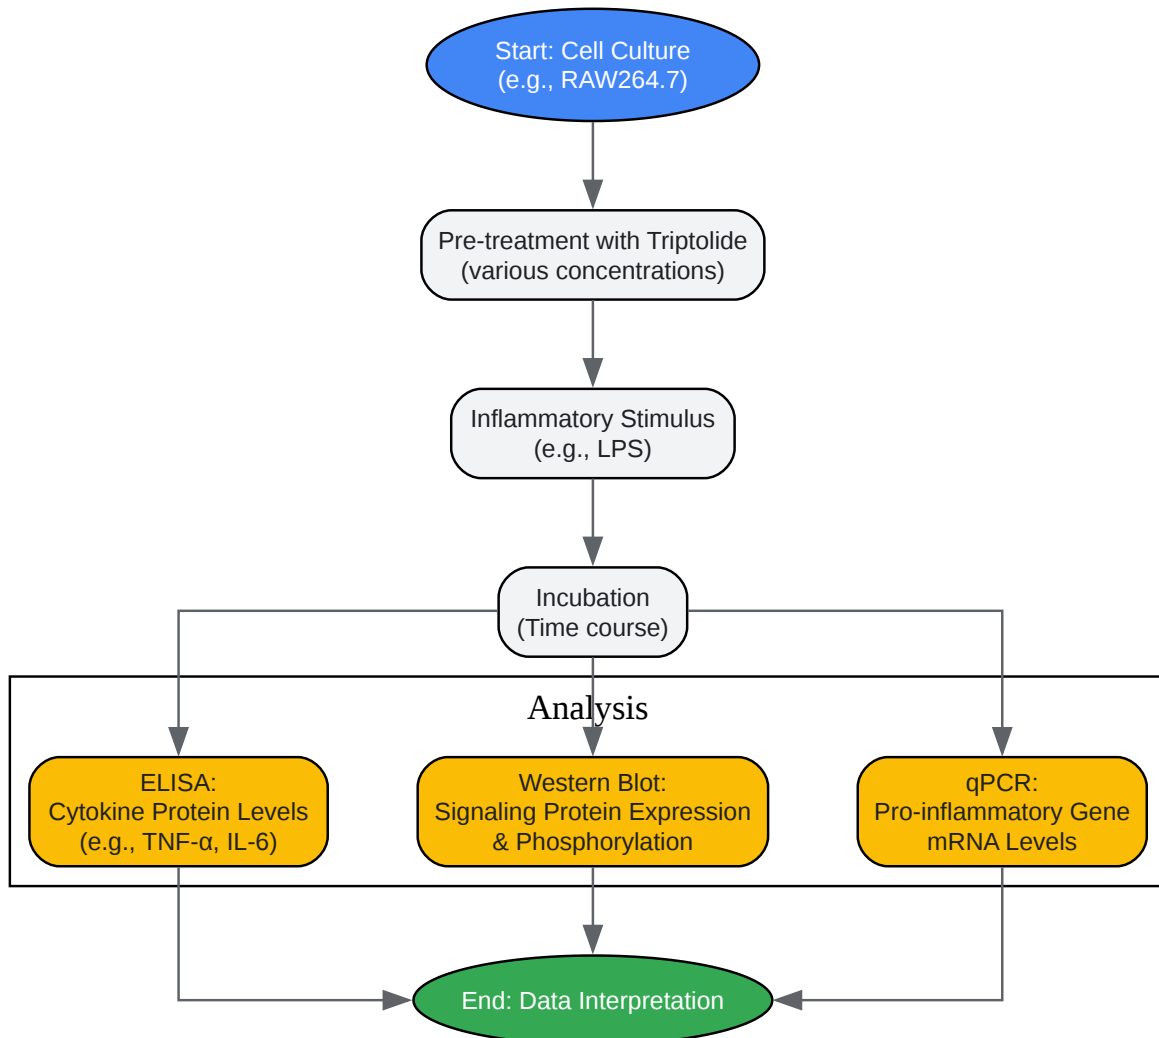 Start: Cell Culture
(e.g., RAW264.7)
Pre-treatment with Triptolide
(various concentrations)
Inflammatory Stimulus
(e.g., LPS)
Incubation
(Time course)
Analysis
ELISA:
Cytokine Protein Levels
(e.g., TNF-α, IL-6)
Western Blot:
Signaling Protein Expression
& Phosphorylation
qPCR:
Pro-inflammatory Gene
mRNA Levels
End: Data Interpretation